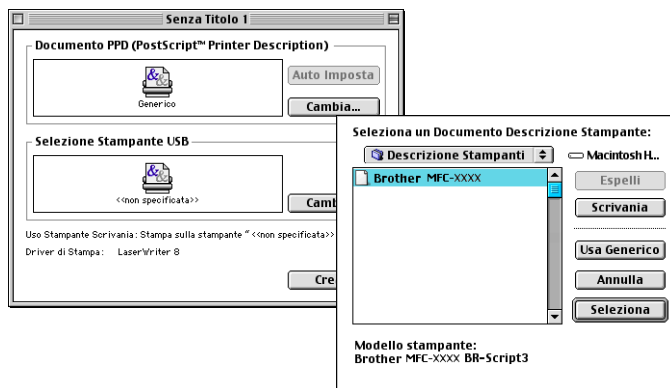 Senza Titolo 1
Documento PPD (PostScript™ Printer Description)
Generico
Auto Imposta
Cambia...
Selezione Stampante USB
<<non specificata>>
Caml
Uso Stampante Scrivania: Stampa sulla stampante “ <<non specificata>>
Driver di Stampa: LaserWriter 8
Cre
Seleziona un Documento Descrizione Stampante:
Descrizione Stampanti
Macintosh H...
Brother MFC-XXXX
Espelli
Scrivania
Usa Generico
Annulla
Seleziona
Modello stampante:
Brother MFC-XXXX BR-Script3